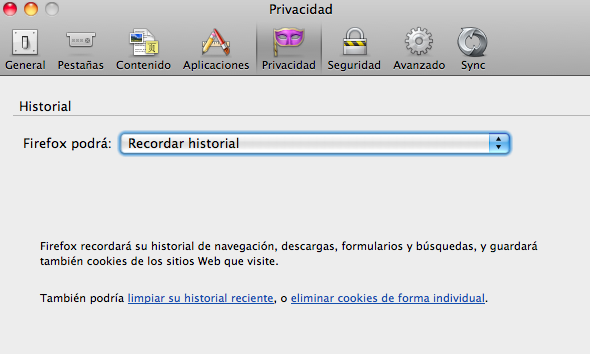 Privacidad
General Pestañas Contenido Aplicaciones Privacidad Seguridad Avanzado Sync
Historial
Firefox podrá: Recordar historial
Firefox recordará su historial de navegación, descargas, formularios y búsquedas, y guardará
también cookies de los sitios Web que visite.
También podría limpiar su historial reciente, o eliminar cookies de forma individual.